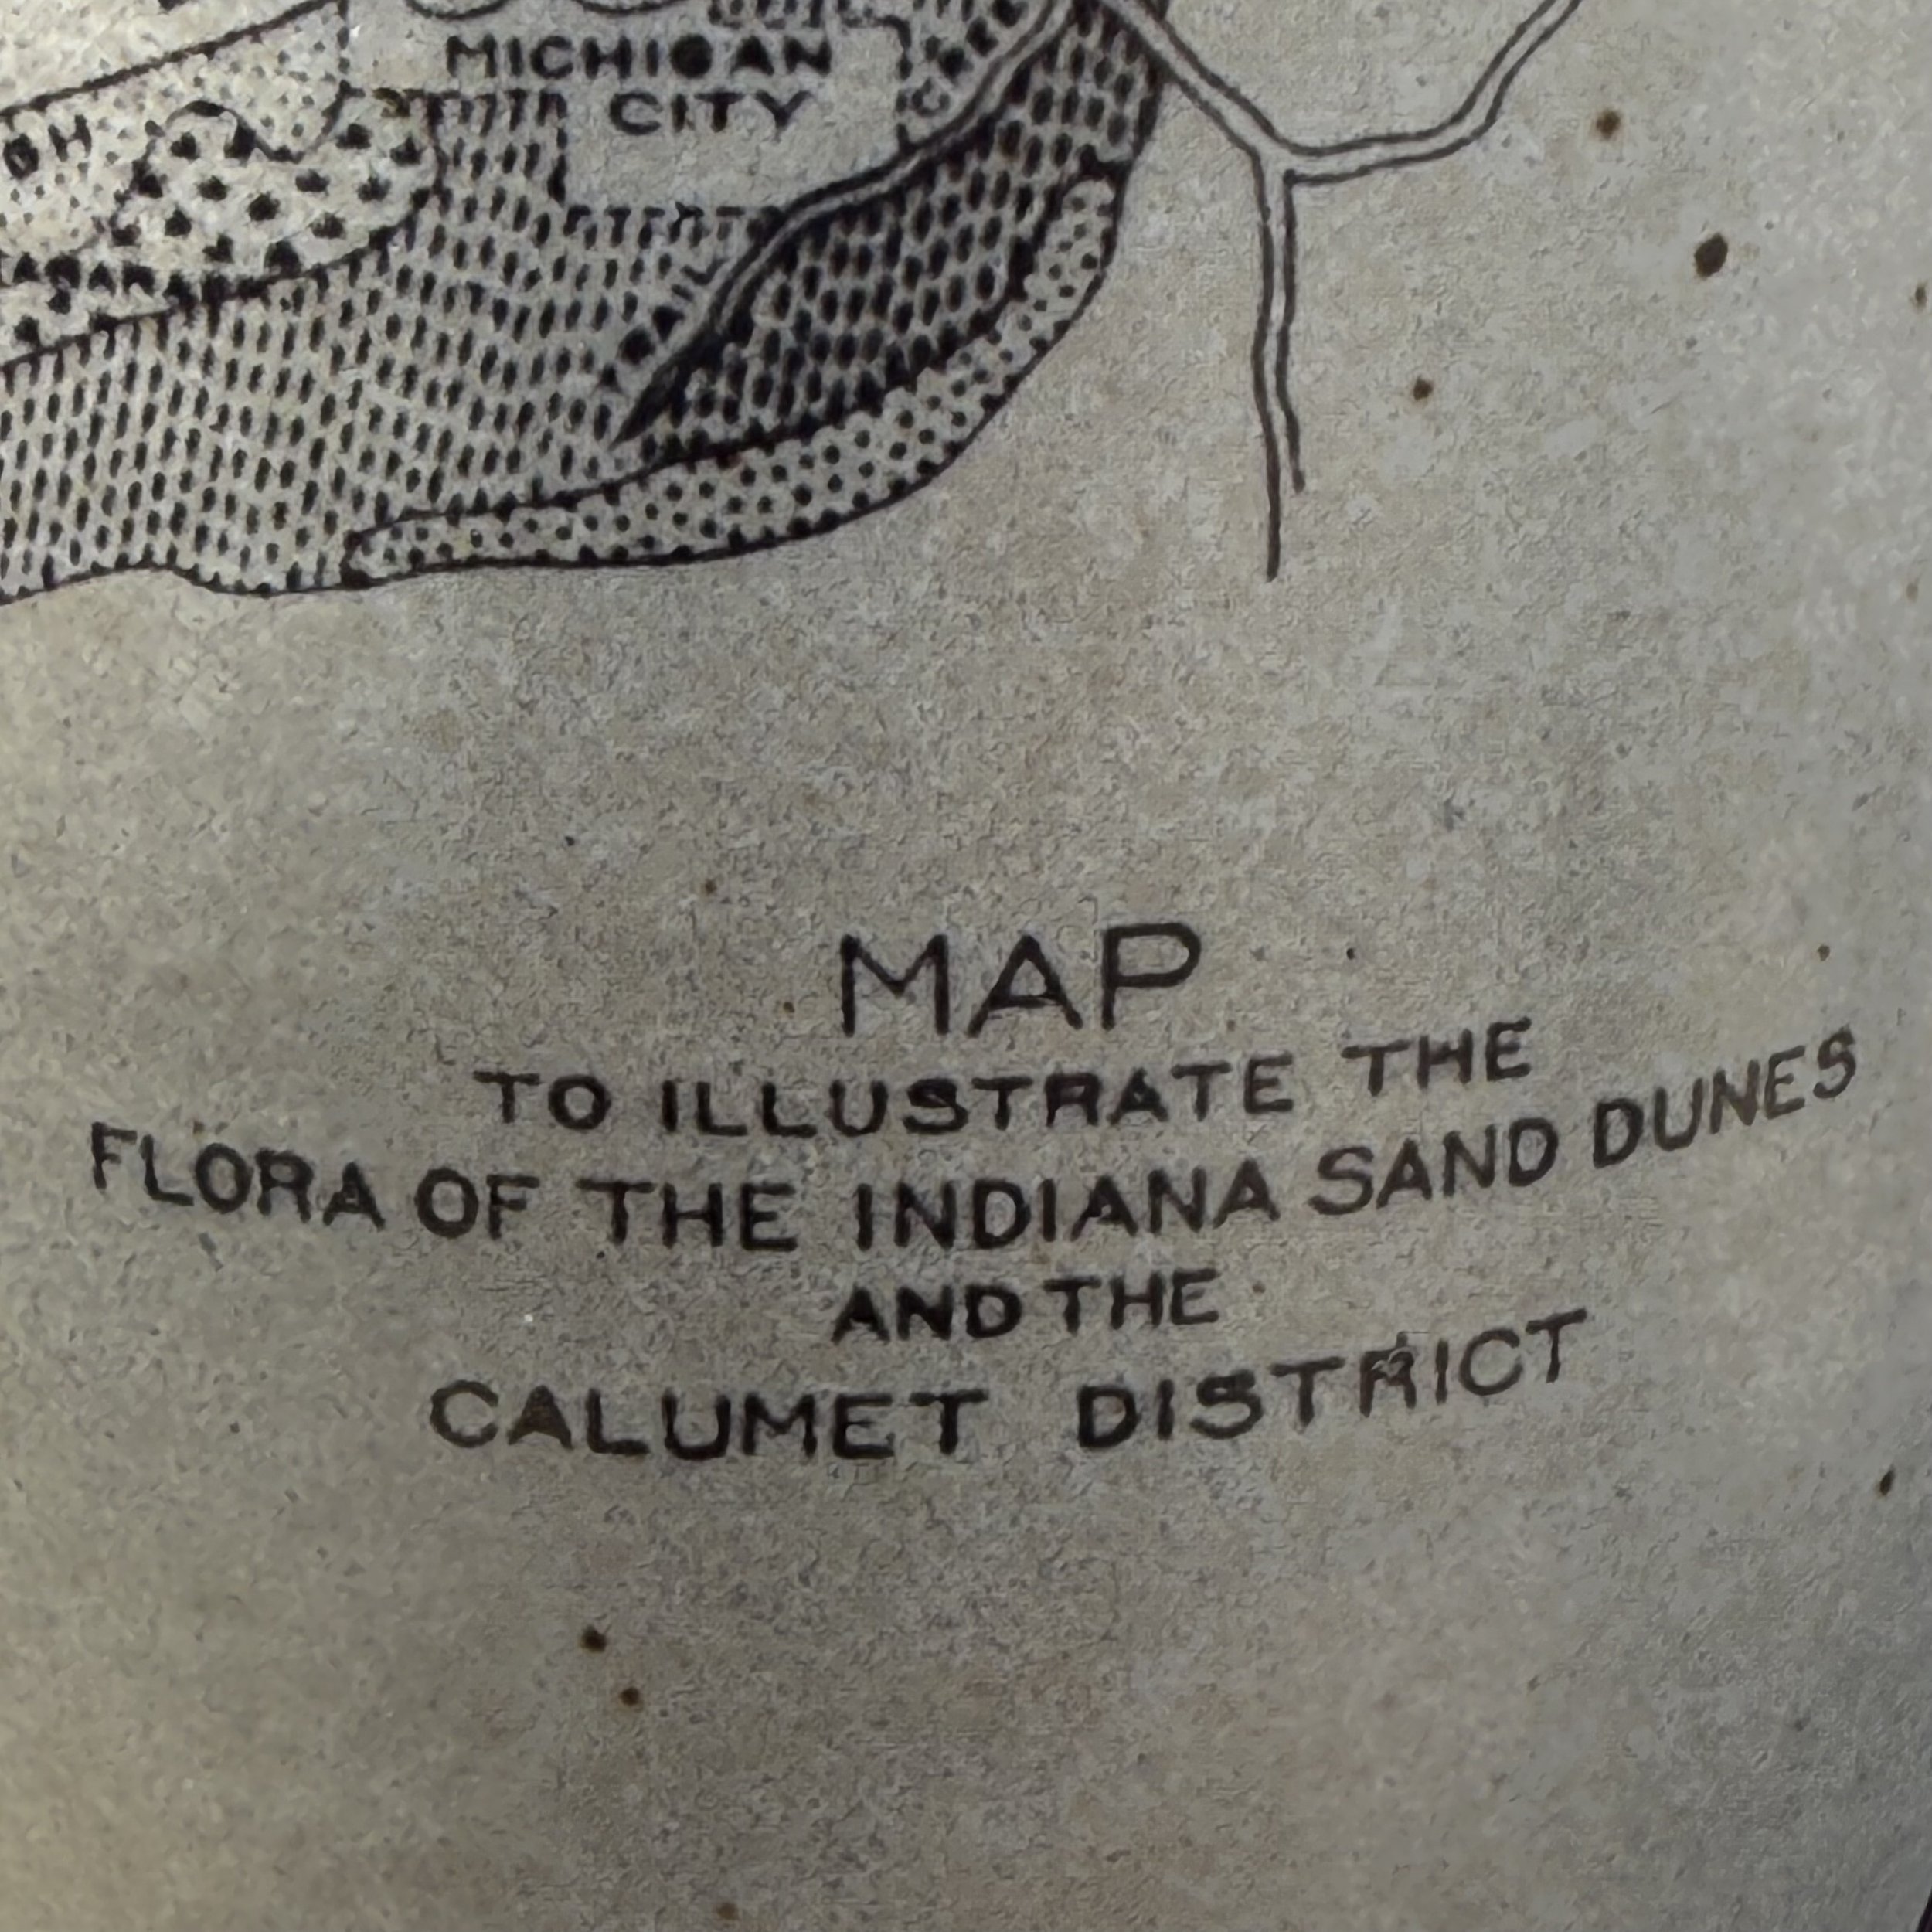 MICHIGAN
CITY
MAP
TO ILLUSTRATE THE
FLORA OF THE INDIANA SAND DUNES
AND THE
CALUMET DISTRICT